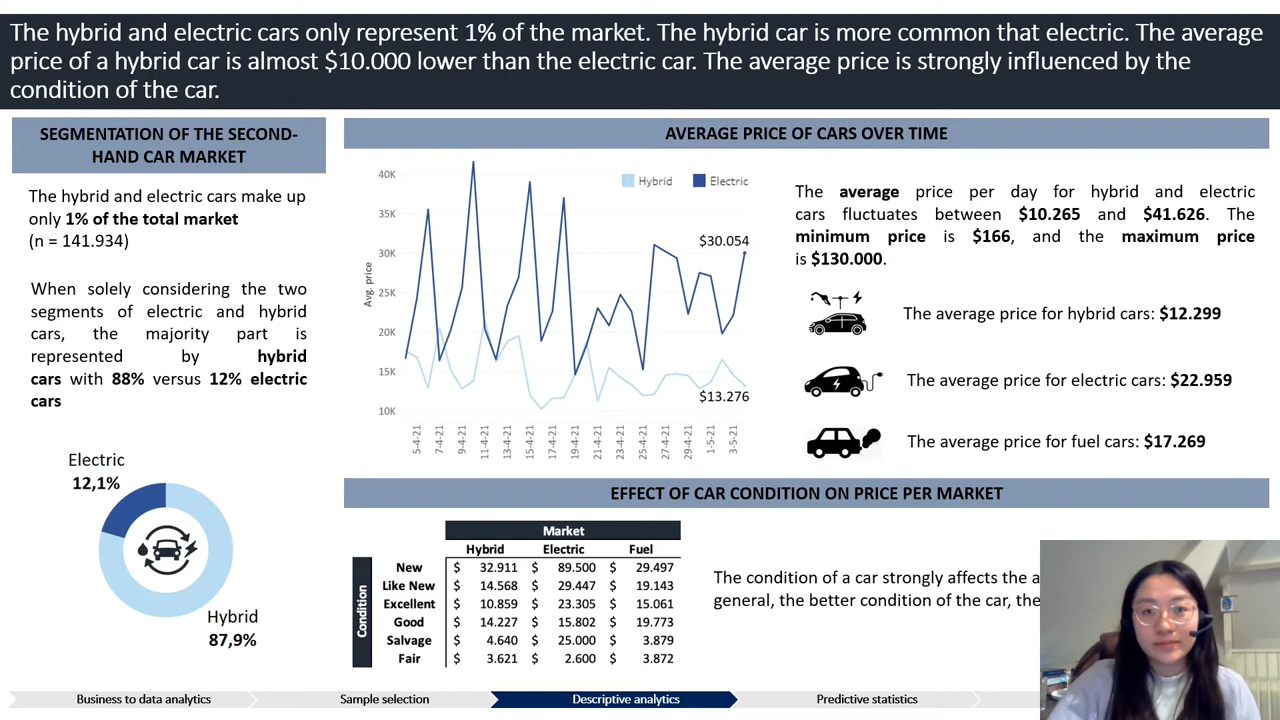 The hybrid and electric cars only represent 1% of the market. The hybrid car is more common that electric. The average
price of a hybrid car is almost $10.000 lower than the electric car. The average price is strongly influenced by the
condition of the car.
SEGMENTATION OF THE SECOND-
HAND CAR MARKET
The hybrid and electric cars make up
only 1% of the total market
(n = 141.934)
When solely considering the two
segments of electric and hybrid
cars, the majority part is
represented by hybrid
cars with 88% versus 12% electric
cars
Electric
12,1%
Hybrid
87,9%
AVERAGE PRICE OF CARS OVER TIME
Hybrid Electric
40K
35K
30K
25K
20K
15K
10K
Avg. price
$30.054
$13.276
5-4-21 7-4-21 9-4-21 11-4-21 13-4-21 15-4-21 17-4-21 19-4-21 21-4-21 23-4-21 25-4-21 27-4-21 29-4-21 1-5-21 3-5-21
The average price per day for hybrid and electric
cars fluctuates between $10.265 and $41.626. The
minimum price is $166, and the maximum price
is $130.000.
The average price for hybrid cars: $12.299
The average price for electric cars: $22.959
The average price for fuel cars: $17.269
EFFECT OF CAR CONDITION ON PRICE PER MARKET
Market
Hybrid Electric Fuel
Condition
New $ 32.911 $ 89.500 $ 29.497
Like New $ 14.568 $ 29.447 $ 19.143
Excellent $ 10.859 $ 23.305 $ 15.061
Good $ 14.227 $ 15.802 $ 19.773
Salvage $ 4.640 $ 25.000 $ 3.879
Fair $ 3.621 $ 2.600 $ 3.872
The condition of a car strongly affects the a
general, the better condition of the car, the
Business to data analytics Sample selection Descriptive analytics Predictive statistics